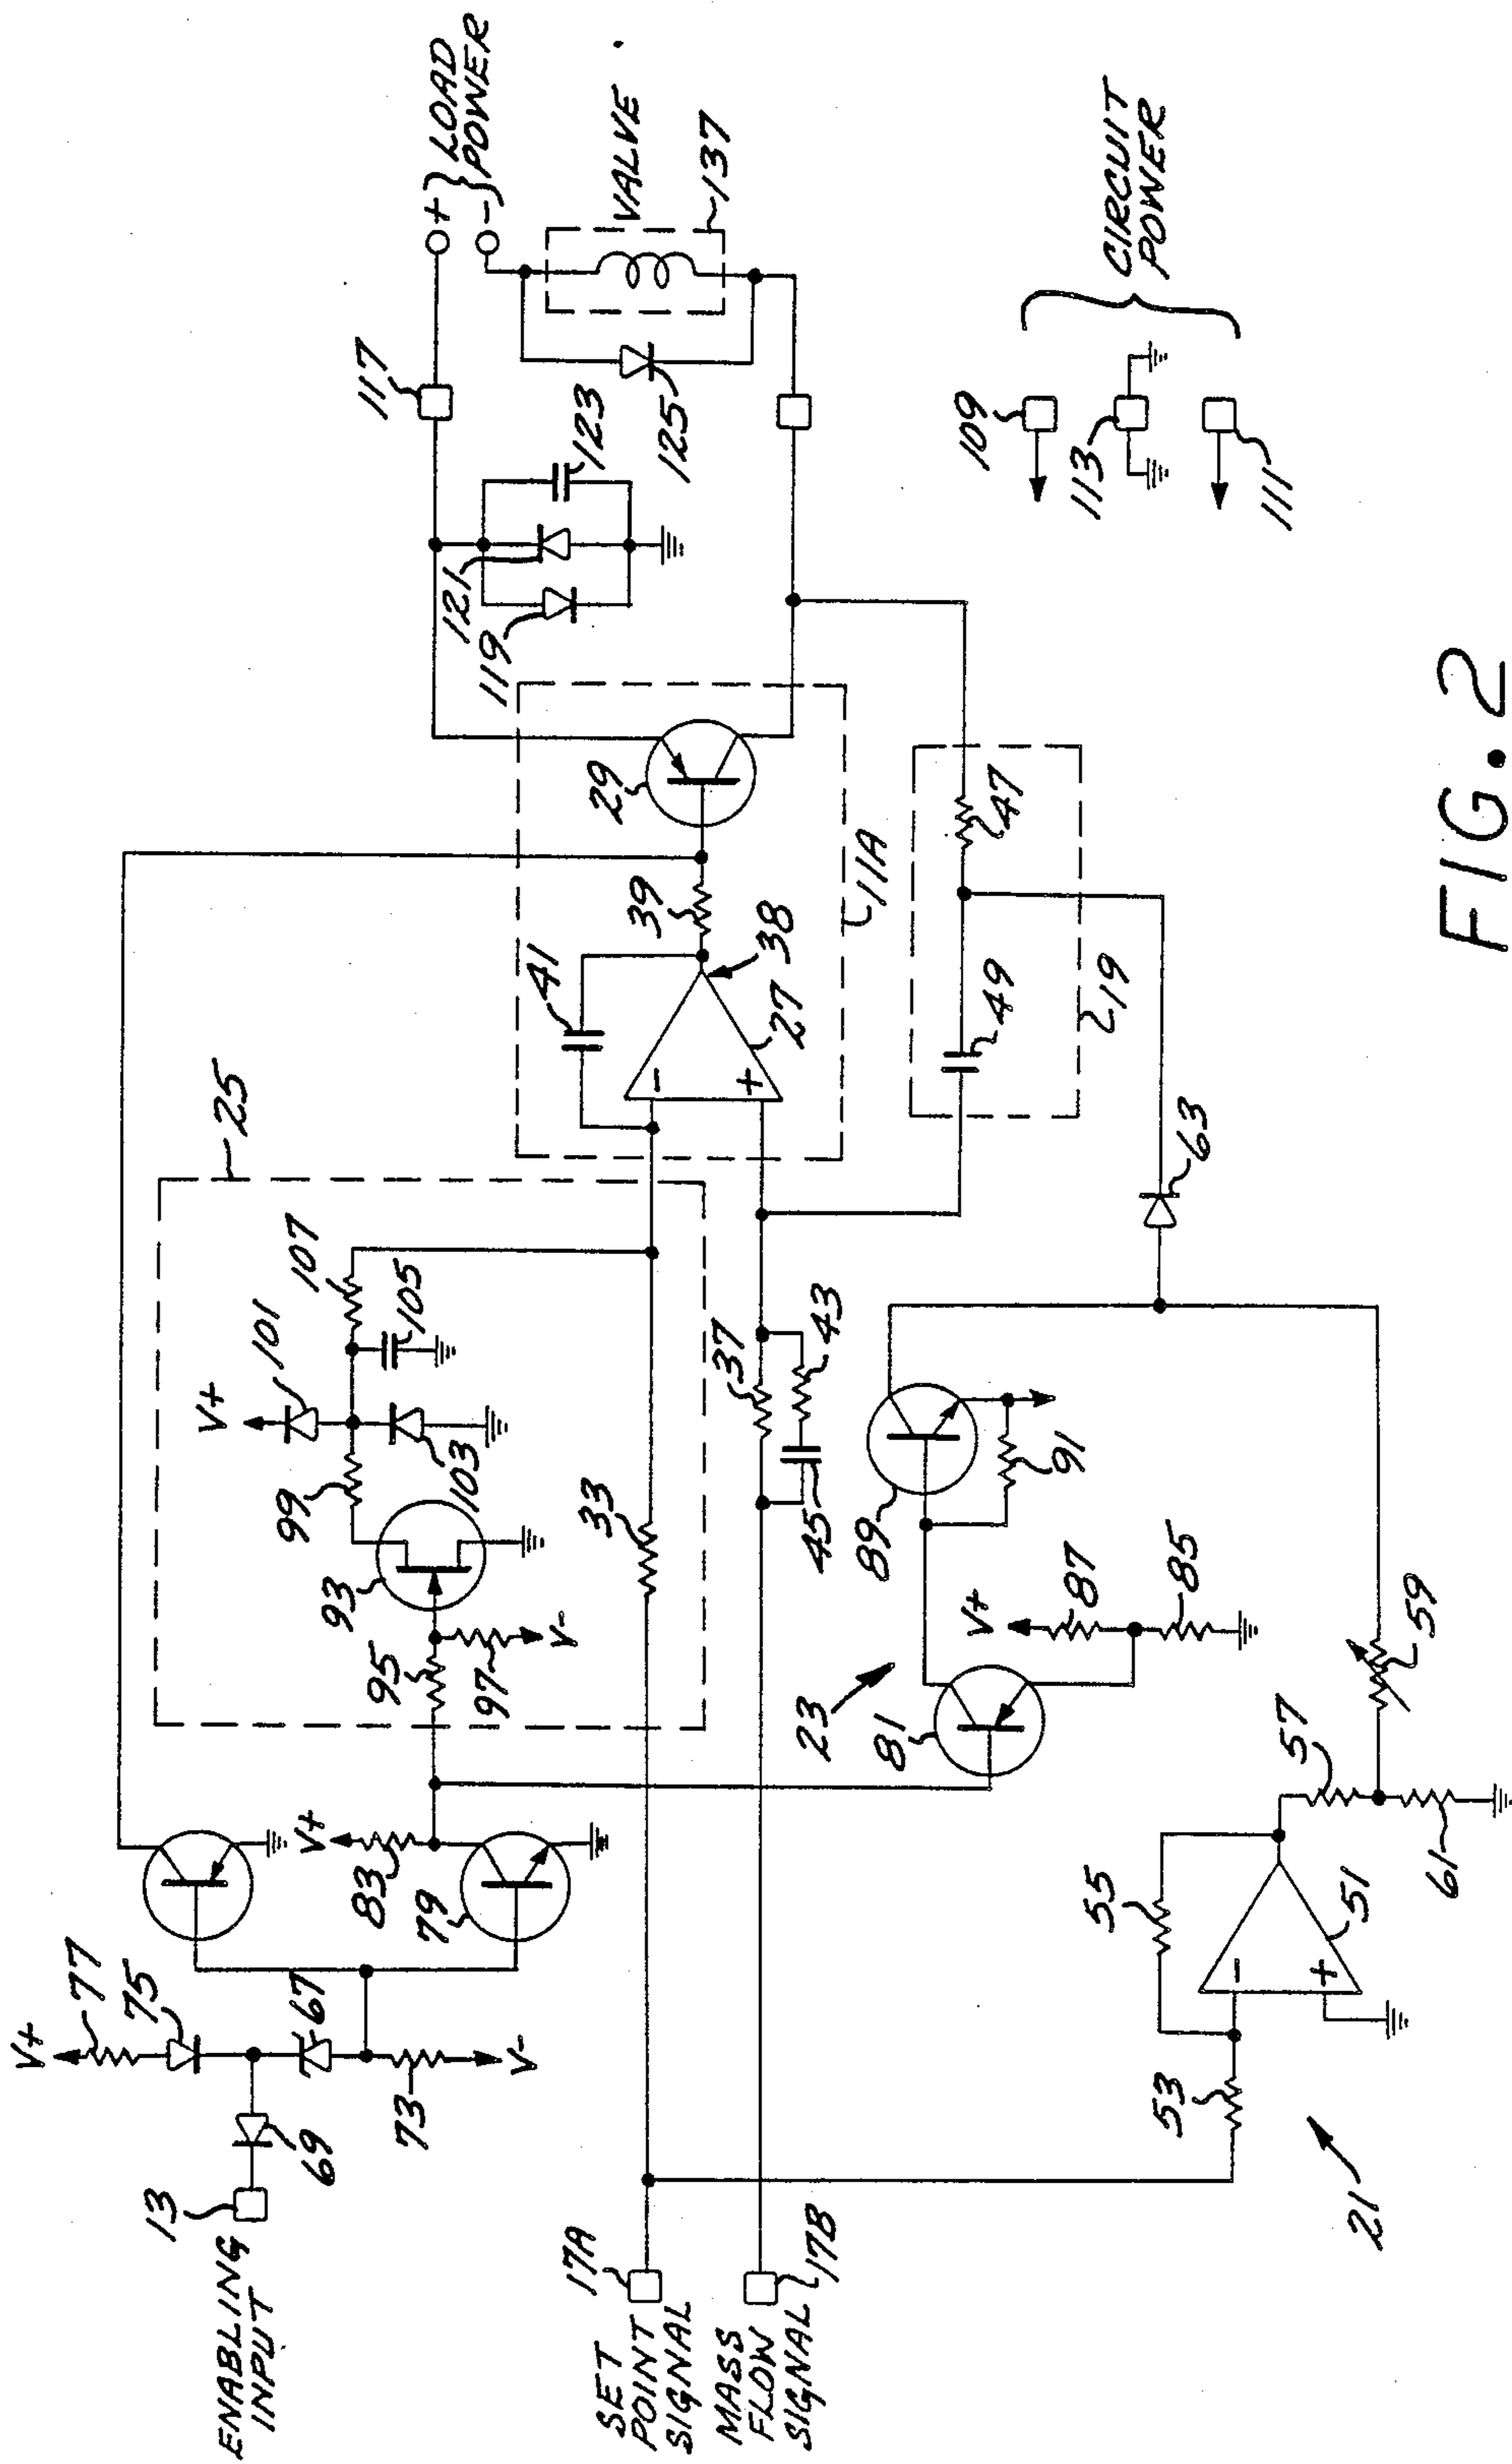 ENABLING
INPUT
13
69
V+
77
75
67
73
V-
V+
83
79
95
97
V-
93
99
V+
101
103
105
107
25
33
41
38
27
39
29
11A
117
119
121
123
125
+
-
LOAD
POWER
VALVE
137
SET
POINT
SIGNAL
17A
MASS
FLOW
SIGNAL
17B
37
43
45
-
+
49
47
19
63
23
81
V+
87
85
89
91
21
53
55
-
+
51
57
61
59
109
113
111
CIRCUIT
POWER
FIG. 2